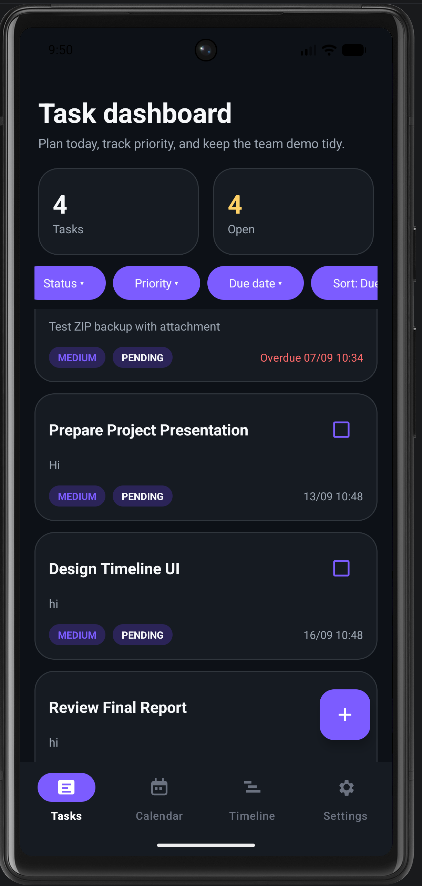 9:50
Task dashboard
Plan today, track priority, and keep the team demo tidy.
4
Tasks
4
Open
Status ▾
Priority ▾
Due date ▾
Sort: Due
Test ZIP backup with attachment
MEDIUM PENDING Overdue 07/09 10:34
Prepare Project Presentation
Hi
MEDIUM PENDING 13/09 10:48
Design Timeline UI
hi
MEDIUM PENDING 16/09 10:48
Review Final Report
hi
+
Tasks Calendar Timeline Settings